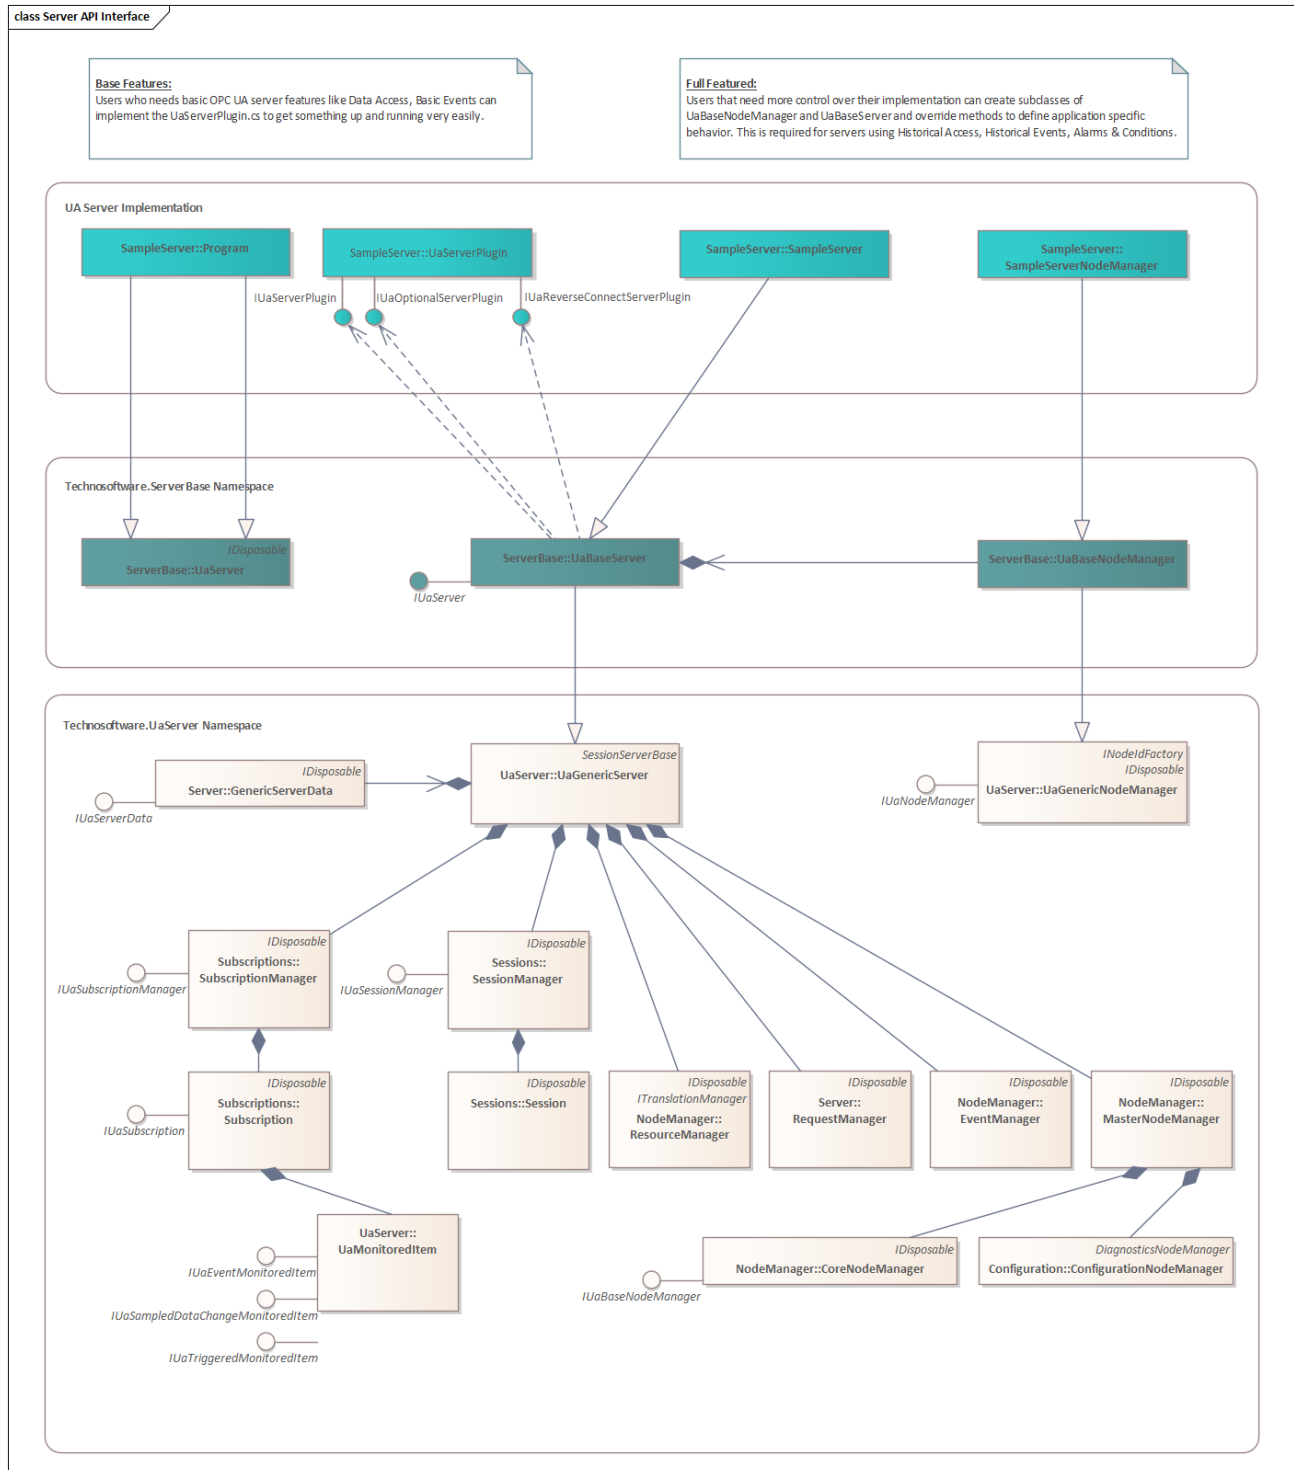 class Server API Interface
Base Features:
Users who needs basic OPC UA server features like Data Access, Basic Events can
implement the UaServerPlugin.cs to get something up and running very easily.
Full Featured:
Users that need more control over their implementation can create subclasses of
UaBaseNodeManager and UaBaseServer and override methods to define application specific
behavior. This is required for servers using Historical Access, Historical Events, Alarms & Conditions.
UA Server Implementation
SampleServer::Program
SampleServer::UaServerPlugin
SampleServer::SampleServer
SampleServer::
SampleServerNodeManager
IUaServerPlugin
IUaOptionalServerPlugin
IUaReverseConnectServerPlugin
Technosoftware.ServerBase Namespace
IDisposable
ServerBase::UaServer
ServerBase::UaBaseServer
IUaServer
ServerBase::UaBaseNodeManager
Technosoftware.UaServer Namespace
IDisposable
Server::GenericServerData
IUaServerData
SessionServerBase
UaServer::UaGenericServer
INodeIdFactory
IDisposable
UaServer::UaGenericNodeManager
IUaNodeManager
IDisposable
Subscriptions::
SubscriptionManager
IUaSubscriptionManager
IDisposable
Sessions::
SessionManager
IUaSessionManager
IDisposable
Subscriptions::
Subscription
IUaSubscription
IDisposable
Sessions::Session
IDisposable
ITranslationManager
NodeManager::
ResourceManager
IDisposable
Server::
RequestManager
IDisposable
NodeManager::
EventManager
IDisposable
NodeManager::
MasterNodeManager
UaServer::
UaMonitoredItem
IUaEventMonitoredItem
IUaSampledDataChangeMonitoredItem
IUaTriggeredMonitoredItem
IDisposable
NodeManager::CoreNodeManager
IUaBaseNodeManager
DiagnosticsNodeManager
Configuration::ConfigurationNodeManager